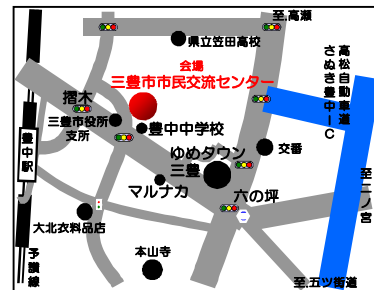 至.高瀬
県立笠田高校
会場
三豊市市民交流センター
高松自動車道
さぬき豊中IC
摺木
三豊市役所
支所
豊中中学校
豊中駅
ゆめタウン
三豊
交番
マルナカ
六の坪
至.二ノ宮
大北衣料品店
本山寺
予讃線
至.五ツ街道